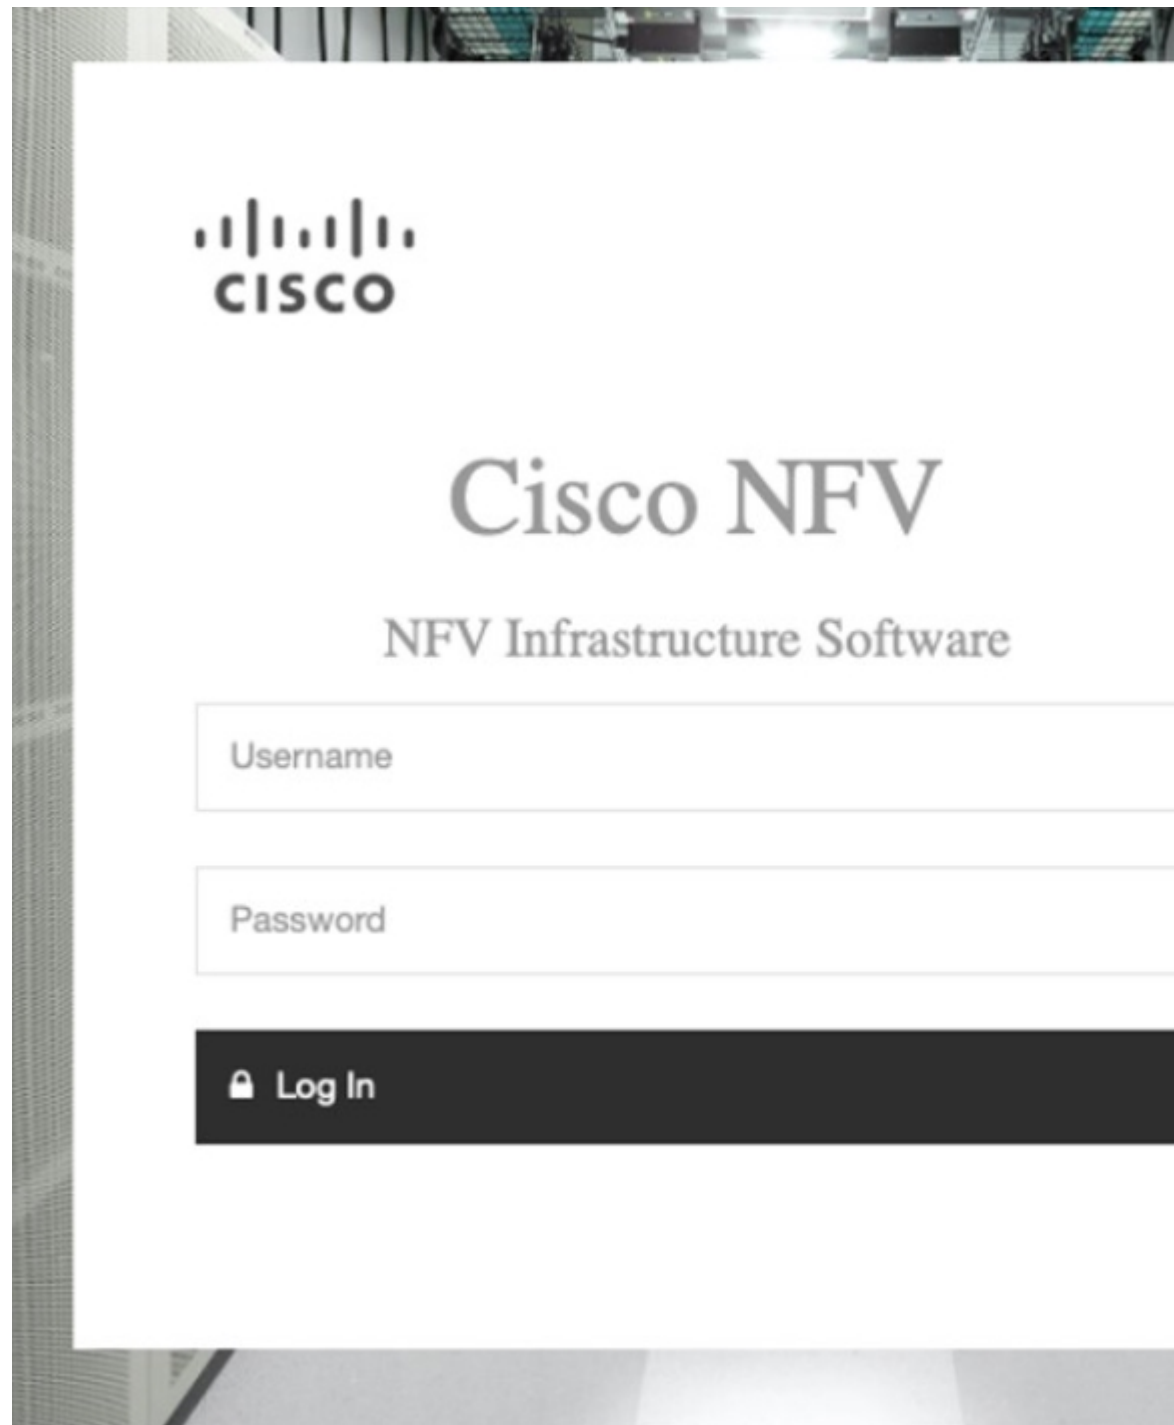 CISCO
Cisco NFV
NFV Infrastructure Software
Username
Password
Log In